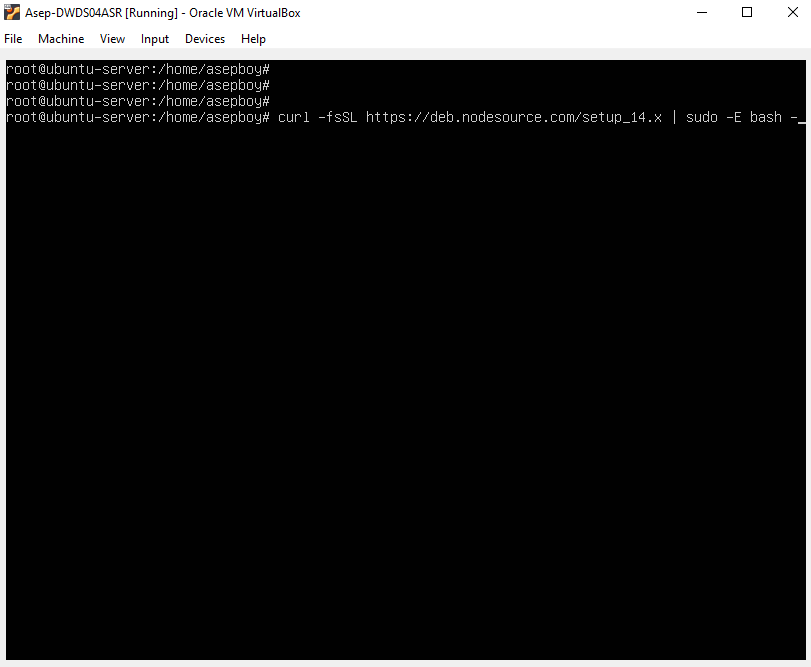 Asep-DWDS04ASR [Running] - Oracle VM VirtualBox
File Machine View Input Devices Help
root@ubuntu-server:/home/asepboy#
root@ubuntu-server:/home/asepboy#
root@ubuntu-server:/home/asepboy#
root@ubuntu-server:/home/asepboy# curl -fsSL https://deb.nodesource.com/setup_14.x | sudo -E bash -_